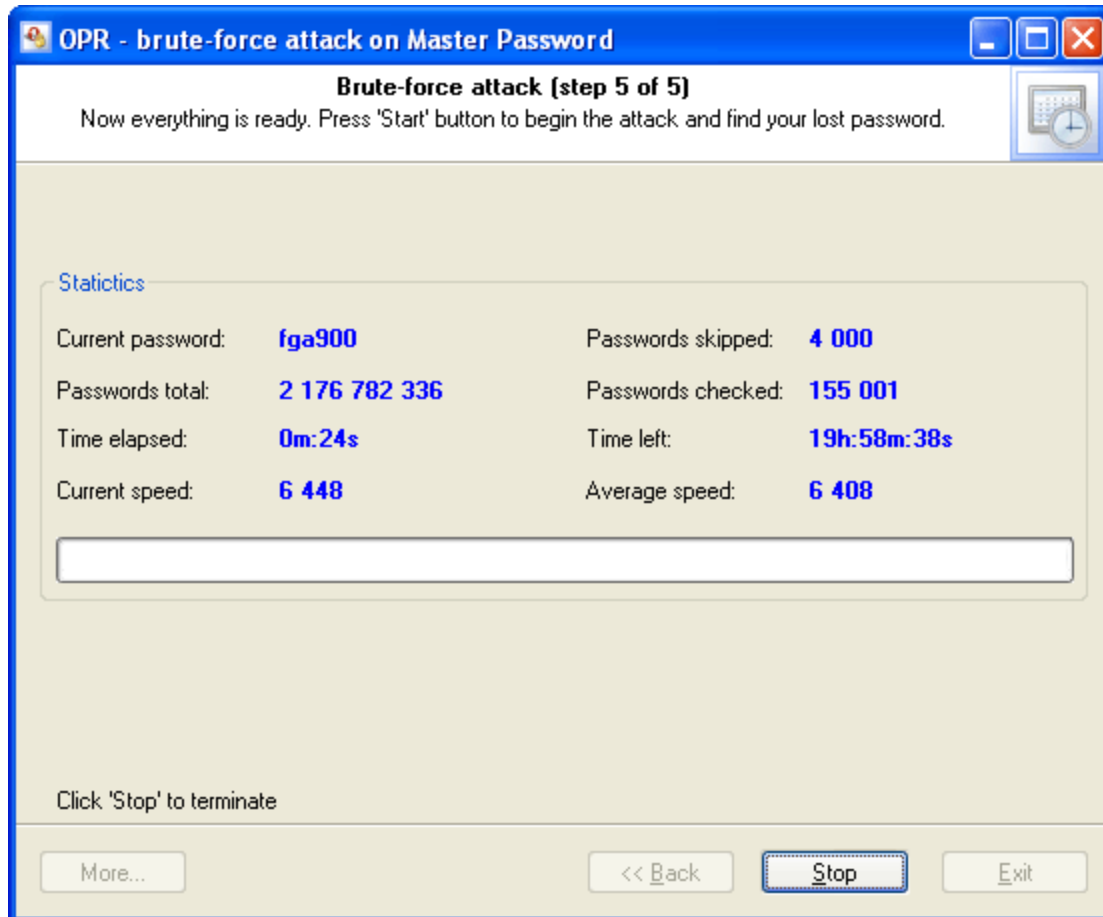 OPR - brute-force attack on Master Password
Brute-force attack (step 5 of 5)
Now everything is ready. Press 'Start' button to begin the attack and find your lost password.
Statictics
Current password: fga900 Passwords skipped: 4 000
Passwords total: 2 176 782 336 Passwords checked: 155 001
Time elapsed: 0m:24s Time left: 19h:58m:38s
Current speed: 6 448 Average speed: 6 408
Click 'Stop' to terminate
More... << Back Stop Exit